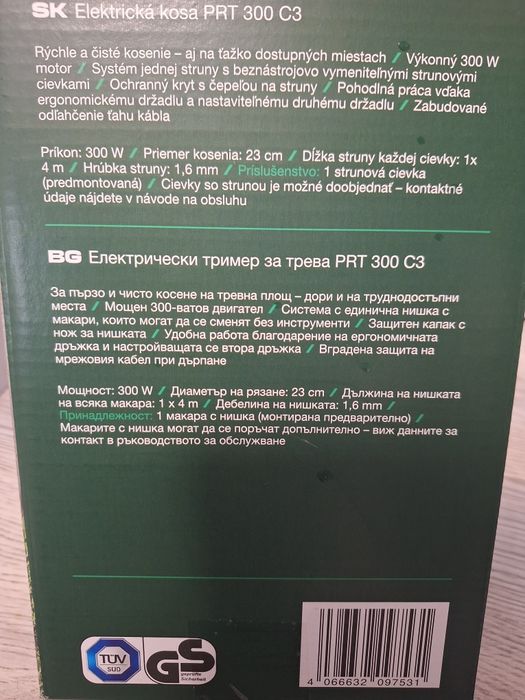 SK Elektrická kosa PRT 300 C3
Rýchle a čisté kosenie – aj na ťažko dostupných miestach / Výkonný 300 W
motor / Systém jednej struny s beznástrojovo vymeniteľnými strunovými
cievkami / Ochranný kryt s čepeľou na struny / Pohodlná práca vďaka
ergonomickému držadlu a nastaviteľnému druhému držadlu / Zabudované
odľahčenie ťahu kábla
Príkon: 300 W / Priemer kosenia: 23 cm / Dĺžka struny každej cievky: 1x
4 m / Hrúbka struny: 1,6 mm / Príslušenstvo: 1 strunová cievka
(predmontovaná) / Cievky so strunou je možné doobjednať – kontaktné
údaje nájdete v návode na obsluhu
BG Електрически тример за трева PRT 300 C3
За бързо и чисто косене на тревна площ – дори и на труднодостъпни
места / Мощен 300-ватов двигател / Система с единична нишка с
макари, които могат да се сменят без инструменти / Защитен капак с
нож за нишката / Удобна работа благодарение на ергономичната
дръжка и настройващата се втора дръжка / Вградена защита на
мрежовия кабел при дърпане
Мощност: 300 W / Диаметър на рязане: 23 cm / Дължина на нишката
на всяка макара: 1 x 4 m / Дебелина на нишката: 1,6 mm /
Принадлежност: 1 макара с нишка (монтирана предварително) /
Макарите с нишка могат да се поръчат допълнително – виж данните за
контакт в ръководството за обслужване
TÜV
SÜD
GS
geprüfte
Sicherheit
4 066632 097531